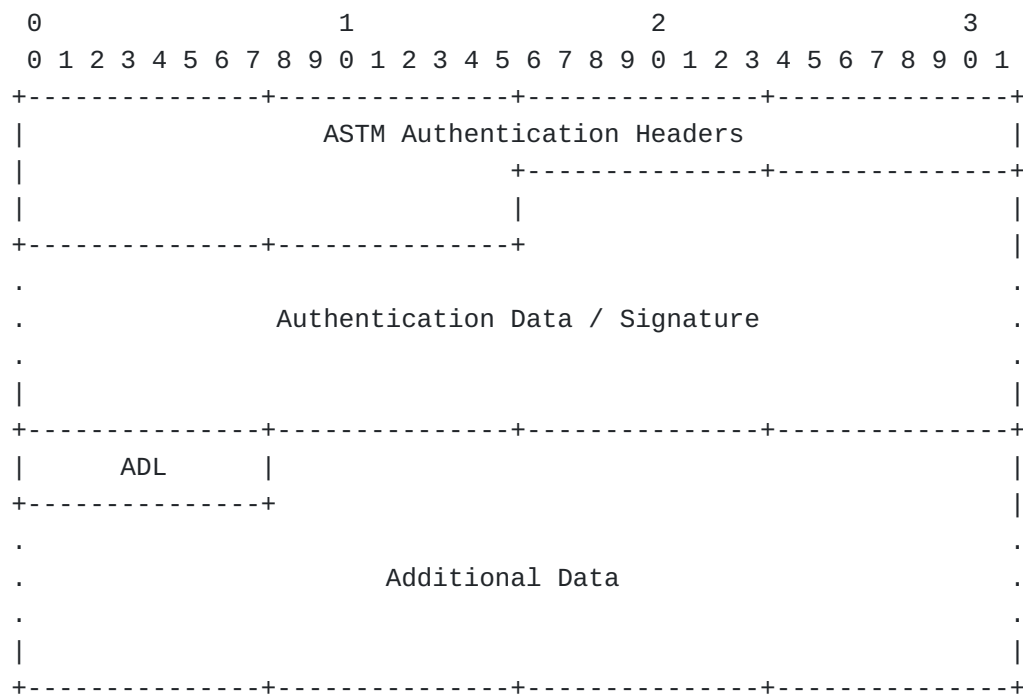 0                   1                   2                   3
0 1 2 3 4 5 6 7 8 9 0 1 2 3 4 5 6 7 8 9 0 1 2 3 4 5 6 7 8 9 0 1
+---------------+---------------+---------------+---------------+
|                   ASTM Authentication Headers                 |
|                               +---------------+---------------+
|                               |                               |
+---------------+---------------+                               |
.                                                               .
.                Authentication Data / Signature                .
.                                                               .
|                                                               |
+---------------+---------------+---------------+---------------+
|      ADL      |                                               |
+---------------+                                               |
.                                                               .
.                       Additional Data                         .
.                                                               .
|                                                               |
+---------------+---------------+---------------+---------------+